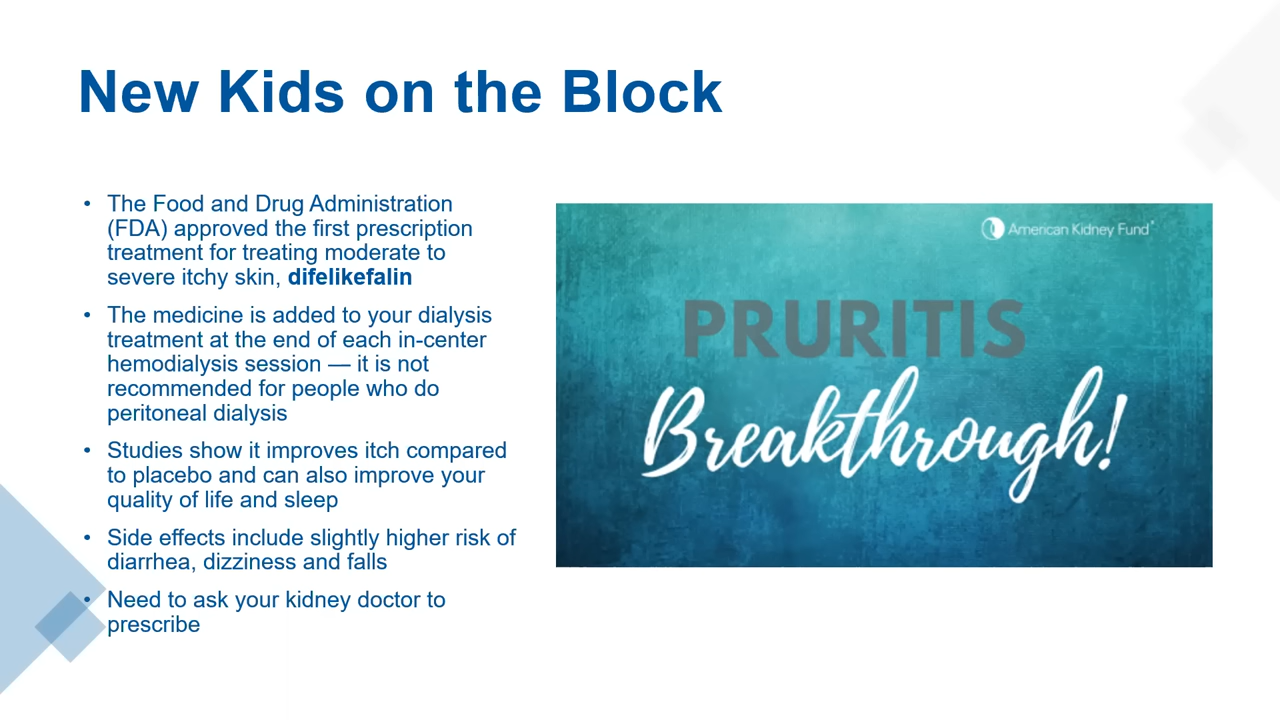 New Kids on the Block
• The Food and Drug Administration
(FDA) approved the first prescription
treatment for treating moderate to
severe itchy skin, difelikefalin
• The medicine is added to your dialysis
treatment at the end of each in-center
hemodialysis session — it is not
recommended for people who do
peritoneal dialysis
• Studies show it improves itch compared
to placebo and can also improve your
quality of life and sleep
• Side effects include slightly higher risk of
diarrhea, dizziness and falls
• Need to ask your kidney doctor to
prescribe
American Kidney Fund®
PRURITIS
Breakthrough!